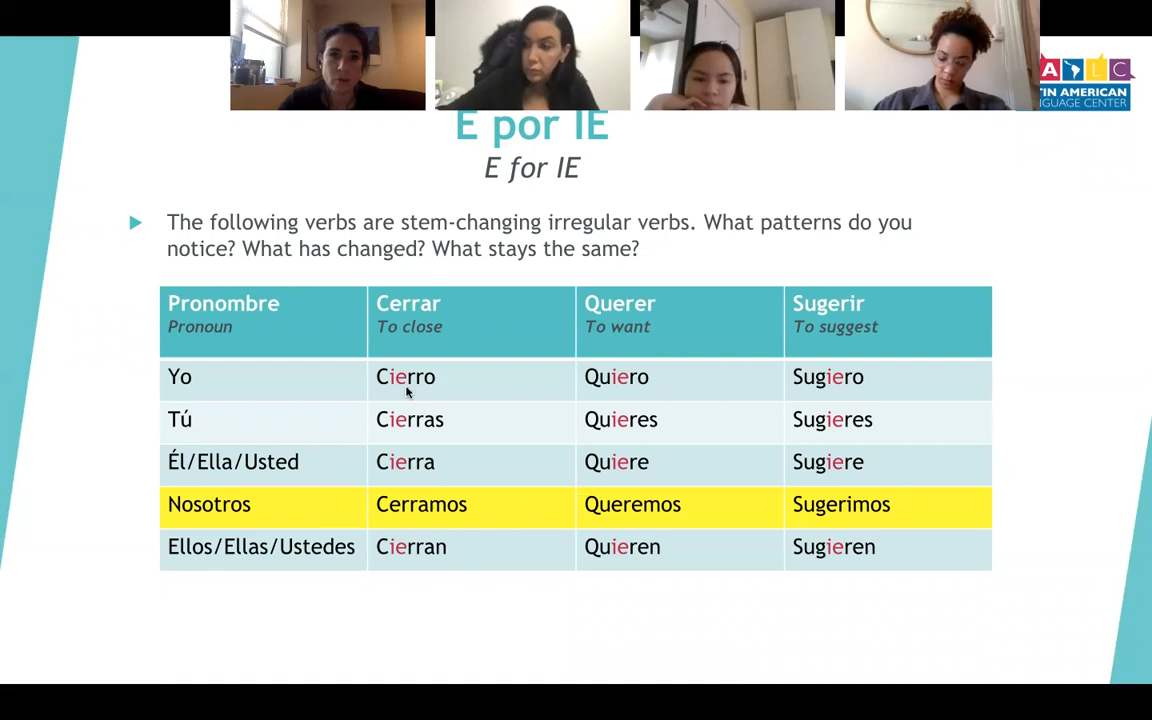 A L C
TIN AMERICAN
NGUAGE CENTER
E por IE
E for IE
The following verbs are stem-changing irregular verbs. What patterns do you
notice? What has changed? What stays the same?
Pronombre Cerrar Querer Sugerir
Pronoun To close To want To suggest
Yo Cierro Quiero Sugiero
Tú Cierras Quieres Sugieres
Él/Ella/Usted Cierra Quiere Sugiere
Nosotros Cerramos Queremos Sugerimos
Ellos/Ellas/Ustedes Cierran Quieren Sugieren